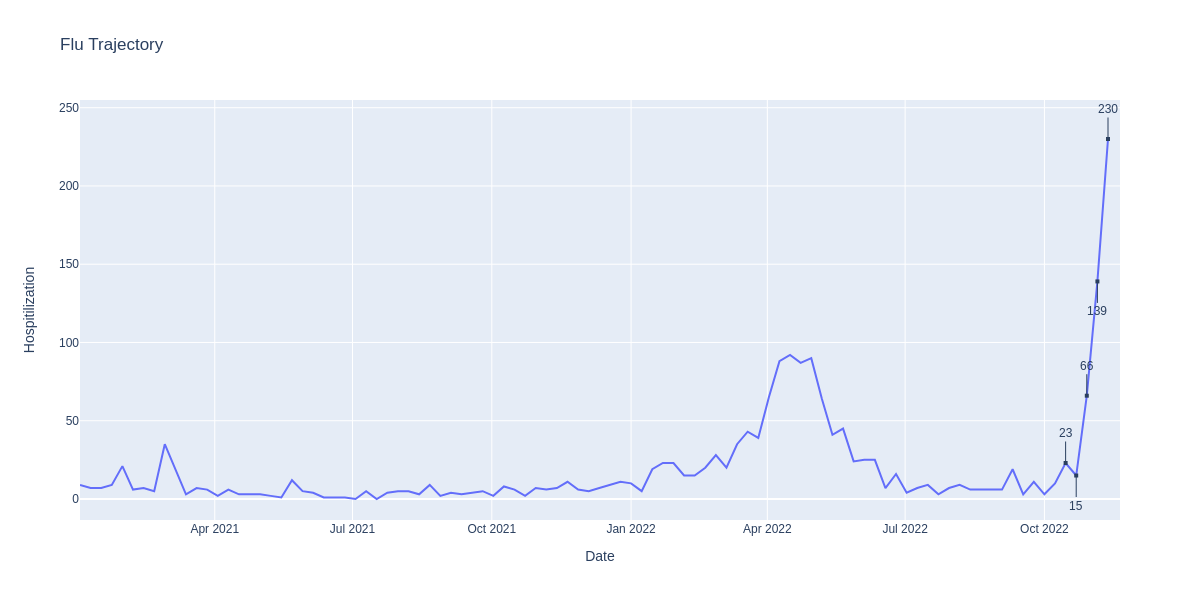 Flu Trajectory
250
200
150
100
50
0
Hospitilization
230
139
66
23
15
Apr 2021
Jul 2021
Oct 2021
Jan 2022
Apr 2022
Jul 2022
Oct 2022
Date